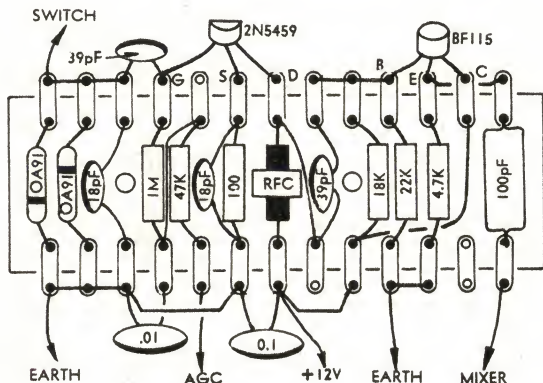 SWITCH
2N5459
BF115
39pF
G
S
D
B
E
C
OA91
OA91
18pF
1M
47K
18pF
100
RFC
39pF
18K
22K
4.7K
100pF
.01
0.1
EARTH
AGC
+12V
EARTH
MIXER